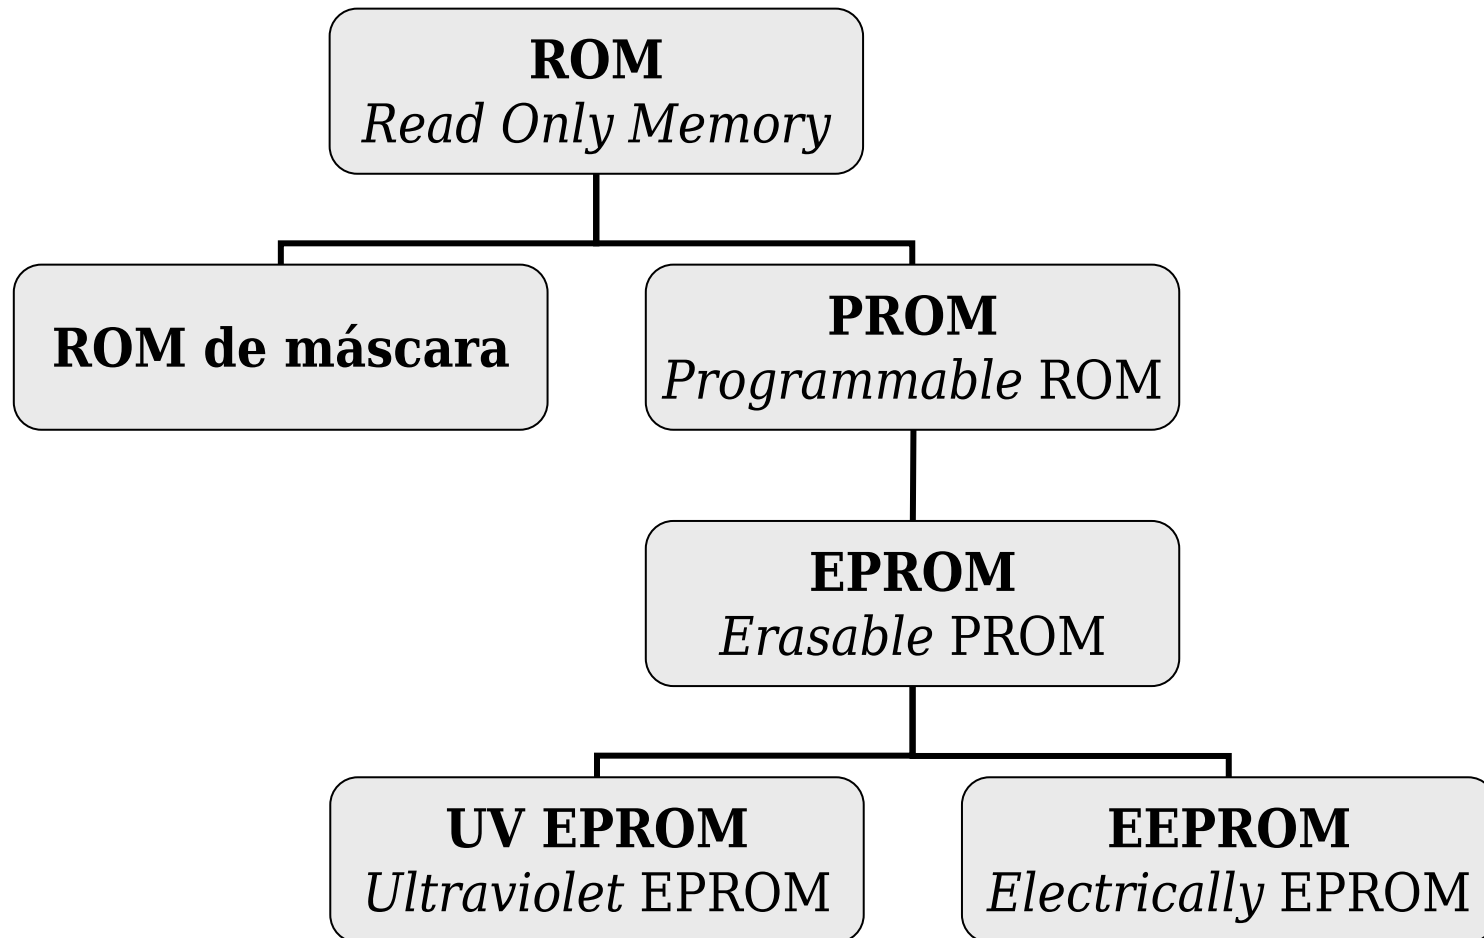 ROM
Read Only Memory
ROM de máscara
PROM
Programmable ROM
EPROM
Erasable PROM
UV EPROM
Ultraviolet EPROM
EEPROM
Electrically EPROM